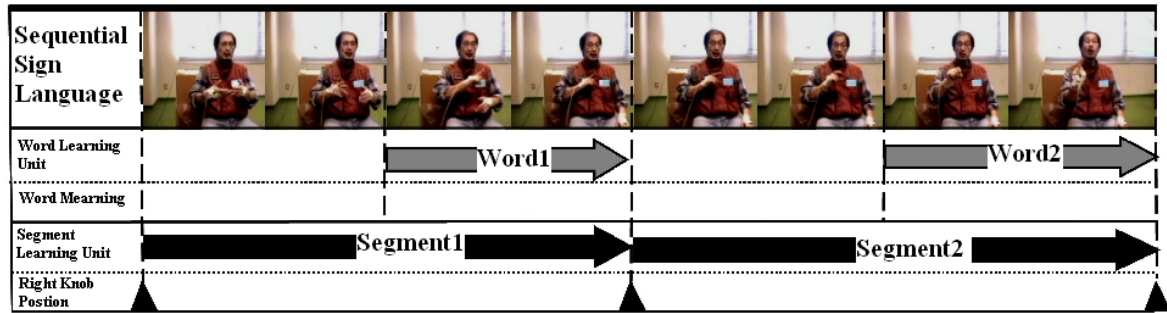 Sequential
Sign
Language
Word Learning
Unit
Word1
Word2
Word Mearning
Segment
Learning Unit
Segment1
Segment2
Right Knob
Postion